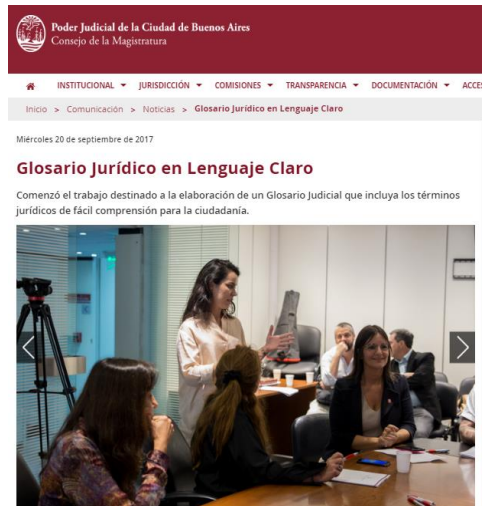 Poder Judicial de la Ciudad de Buenos Aires
Consejo de la Magistratura
INSTITUCIONAL JURISDICCIÓN COMISIONES TRANSPARENCIA DOCUMENTACIÓN
Inicio > Comunicación > Noticias > Glosario Jurídico en Lenguaje Claro
Miércoles 20 de septiembre de 2017
Glosario Jurídico en Lenguaje Claro
Comenzó el trabajo destinado a la elaboración de un Glosario Judicial que incluya los términos
jurídicos de fácil comprensión para la ciudadanía.